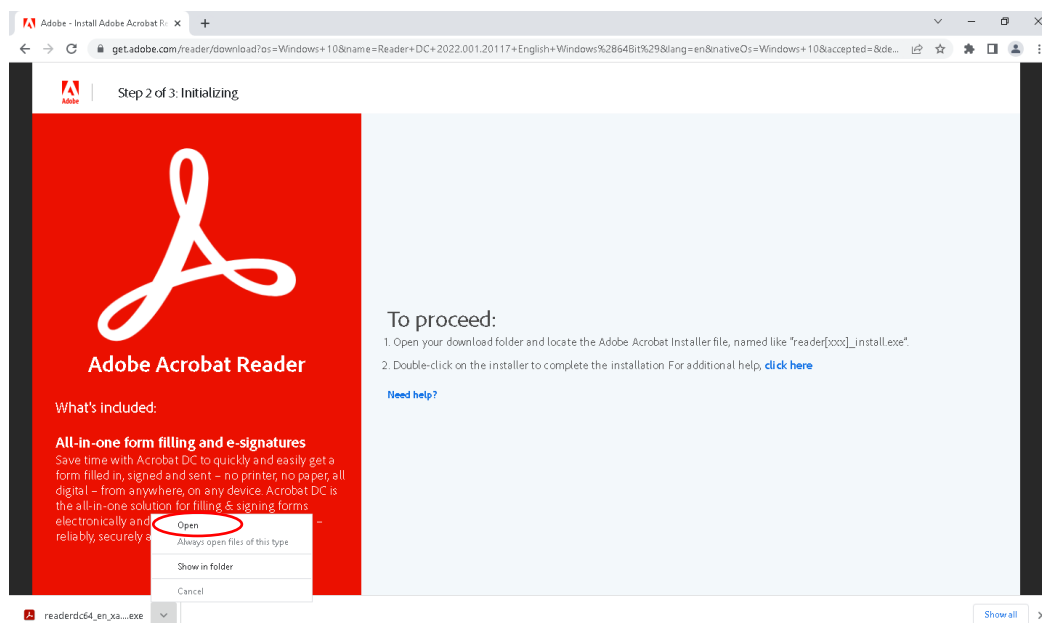 Adobe - Install Adobe Acrobat Re
get.adobe.com/reader/download?os=Windows+10&name=Reader+DC+2022.001.20117+English+Windows%2864Bit%29&lang=en&nativeOs=Windows+10&accepted=&de...
Adobe
Step 2 of 3: Initializing
Adobe Acrobat Reader
What's included:
All-in-one form filling and e-signatures
Save time with Acrobat DC to quickly and easily get a
form filled in, signed and sent – no printer, no paper, all
digital – from anywhere, on any device. Acrobat DC is
the all-in-one solution for filling & signing forms
electronically and –
reliably, securely a
To proceed:
1. Open your download folder and locate the Adobe Acrobat Installer file, named like "reader[xxx]_install.exe".
2. Double-click on the installer to complete the installation For additional help, click here
Need help?
Open
Always open files of this type
Show in folder
Cancel
readerdc64_en_xa....exe
Show all